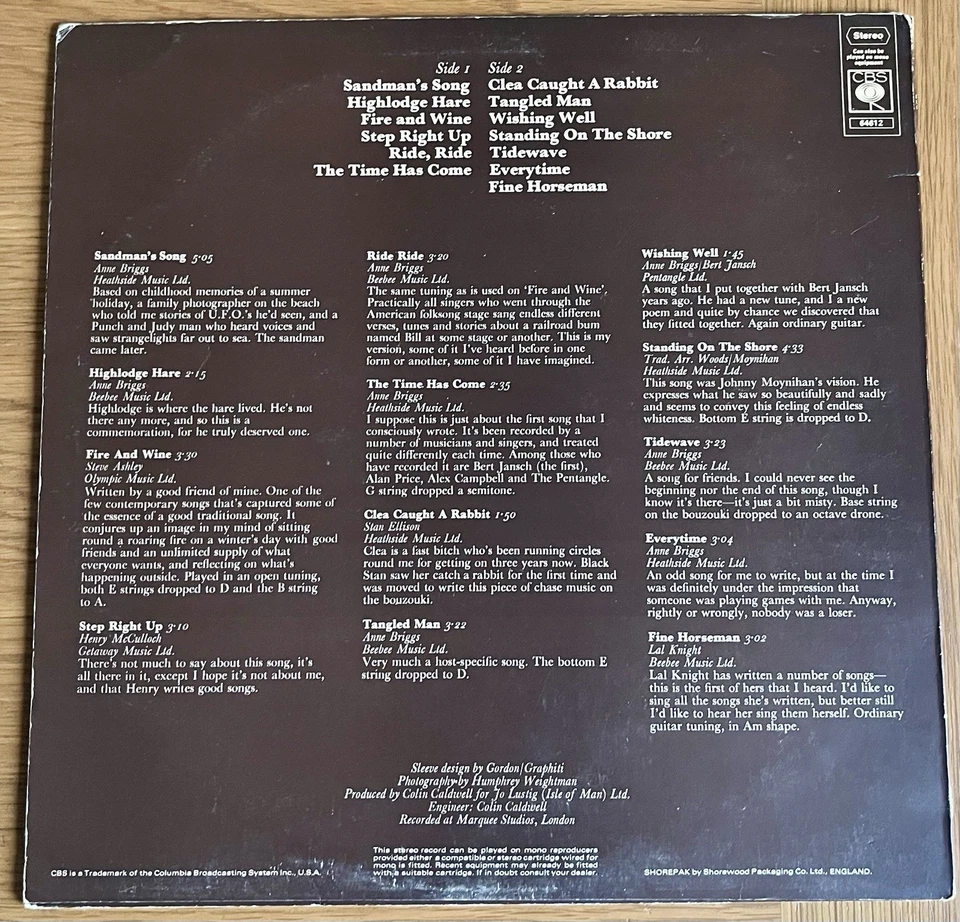 Side 1
Sandman's Song
Highlodge Hare
Fire and Wine
Step Right Up
Ride, Ride
The Time Has Come
Side 2
Clea Caught A Rabbit
Tangled Man
Wishing Well
Standing On The Shore
Tidewave
Everytime
Fine Horseman
Stereo
Can also be
played on mono
equipment
CBS
64612
Sandman's Song 5·05
Anne Briggs
Heathside Music Ltd.
Based on childhood memories of a summer
holiday, a family photographer on the beach
who told me stories of U.F.O.'s he'd seen, and a
Punch and Judy man who heard voices and
saw strangelights far out to sea. The sandman
came later.
Highlodge Hare 2·15
Anne Briggs
Beebee Music Ltd.
Highlodge is where the hare lived. He's not
there any more, and so this is a
commemoration, for he truly deserved one.
Fire And Wine 3·30
Steve Ashley
Olympic Music Ltd.
Written by a good friend of mine. One of the
few contemporary songs that's captured some of
the essence of a good traditional song. It
conjures up an image in my mind of sitting
round a roaring fire on a winter's day with good
friends and an unlimited supply of what
everyone wants, and reflecting on what's
happening outside. Played in an open tuning,
both E strings dropped to D and the B string
to A.
Step Right Up 3·10
Henry McCulloch
Getaway Music Ltd.
There's not much to say about this song, it's
all there in it, except I hope it's not about me,
and that Henry writes good songs.
Ride Ride 3·20
Anne Briggs
Beebee Music Ltd.
The same tuning as is used on 'Fire and Wine'.
Practically all singers who went through the
American folksong stage sang endless different
verses, tunes and stories about a railroad bum
named Bill at some stage or another. This is my
version, some of it I've heard before in one
form or another, some of it I have imagined.
The Time Has Come 2·35
Anne Briggs
Heathside Music Ltd.
I suppose this is just about the first song that I
consciously wrote. It's been recorded by a
number of musicians and singers, and treated
quite differently each time. Among those who
have recorded it are Bert Jansch (the first),
Alan Price, Alex Campbell and The Pentangle.
G string dropped a semitone.
Clea Caught A Rabbit 1·50
Stan Ellison
Heathside Music Ltd.
Clea is a fast bitch who's been running circles
round me for getting on three years now. Black
Stan saw her catch a rabbit for the first time and
was moved to write this piece of chase music on
the bouzouki.
Tangled Man 3·22
Anne Briggs
Beebee Music Ltd.
Very much a host-specific song. The bottom E
string dropped to D.
Wishing Well 1·45
Anne Briggs/Bert Jansch
Pentangle Ltd.
A song that I put together with Bert Jansch
years ago. He had a new tune, and I a new
poem and quite by chance we discovered that
they fitted together. Again ordinary guitar.
Standing On The Shore 4·33
Trad. Arr. Woods/Moynihan
Heathside Music Ltd.
This song was Johnny Moynihan's vision. He
expresses what he saw so beautifully and sadly
and seems to convey this feeling of endless
whiteness. Bottom E string is dropped to D.
Tidewave 3·23
Anne Briggs
Beebee Music Ltd.
A song for friends. I could never see the
beginning nor the end of this song, though I
know it's there—it's just a bit misty. Base string
on the bouzouki dropped to an octave drone.
Everytime 3·04
Anne Briggs
Heathside Music Ltd.
An odd song for me to write, but at the time I
was definitely under the impression that
someone was playing games with me. Anyway,
rightly or wrongly, nobody was a loser.
Fine Horseman 3·02
Lal Knight
Beebee Music Ltd.
Lal Knight has written a number of songs—
this is the first of hers that I heard. I'd like to
sing all the songs she's written, but better still
I'd like to hear her sing them herself. Ordinary
guitar tuning, in Am shape.
Sleeve design by Gordon/Graphiti
Photography by Humphrey Weightman
Produced by Colin Caldwell for Jo Lustig (Isle of Man) Ltd.
Engineer: Colin Caldwell
Recorded at Marquee Studios, London
This stereo record can be played on mono reproducers
provided either a compatible or stereo cartridge wired for
mono is fitted. Recent equipment may already be fitted
with a suitable cartridge. If in doubt consult your dealer.
CBS is a Trademark of the Columbia Broadcasting System Inc., U.S.A.
SHOREPAK by Shorewood Packaging Co. Ltd., ENGLAND.